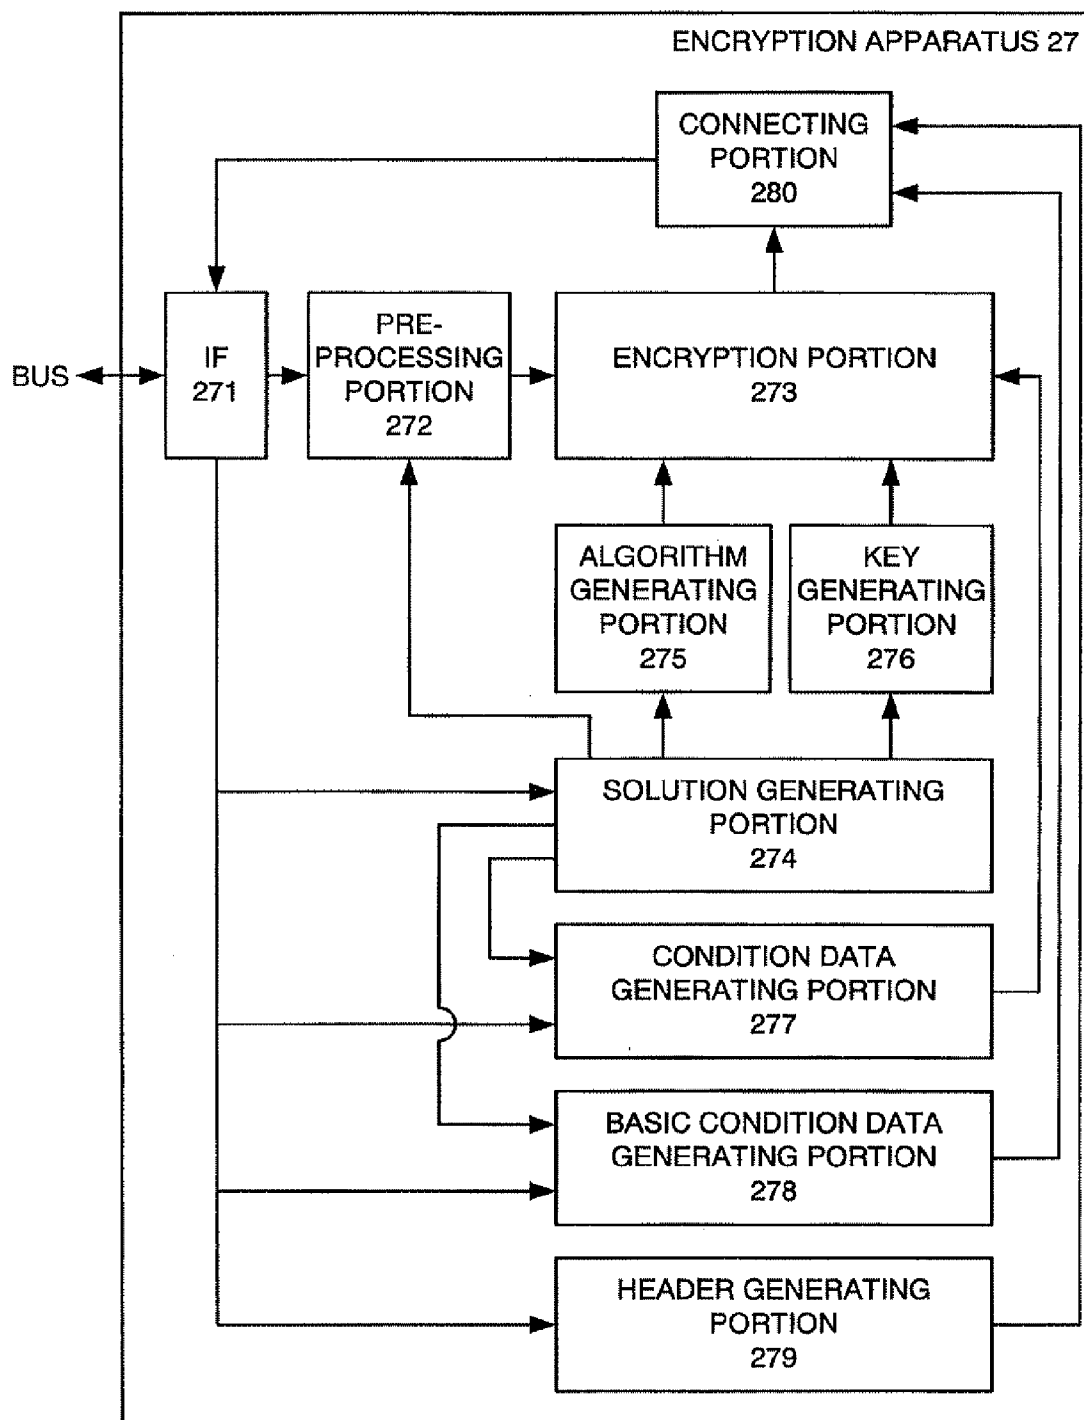 ENCRYPTION APPARATUS 27
CONNECTING
PORTION
280
BUS
IF
271
PRE-
PROCESSING
PORTION
272
ENCRYPTION PORTION
273
ALGORITHM
GENERATING
PORTION
275
KEY
GENERATING
PORTION
276
SOLUTION GENERATING
PORTION
274
CONDITION DATA
GENERATING PORTION
277
BASIC CONDITION DATA
GENERATING PORTION
278
HEADER GENERATING
PORTION
279